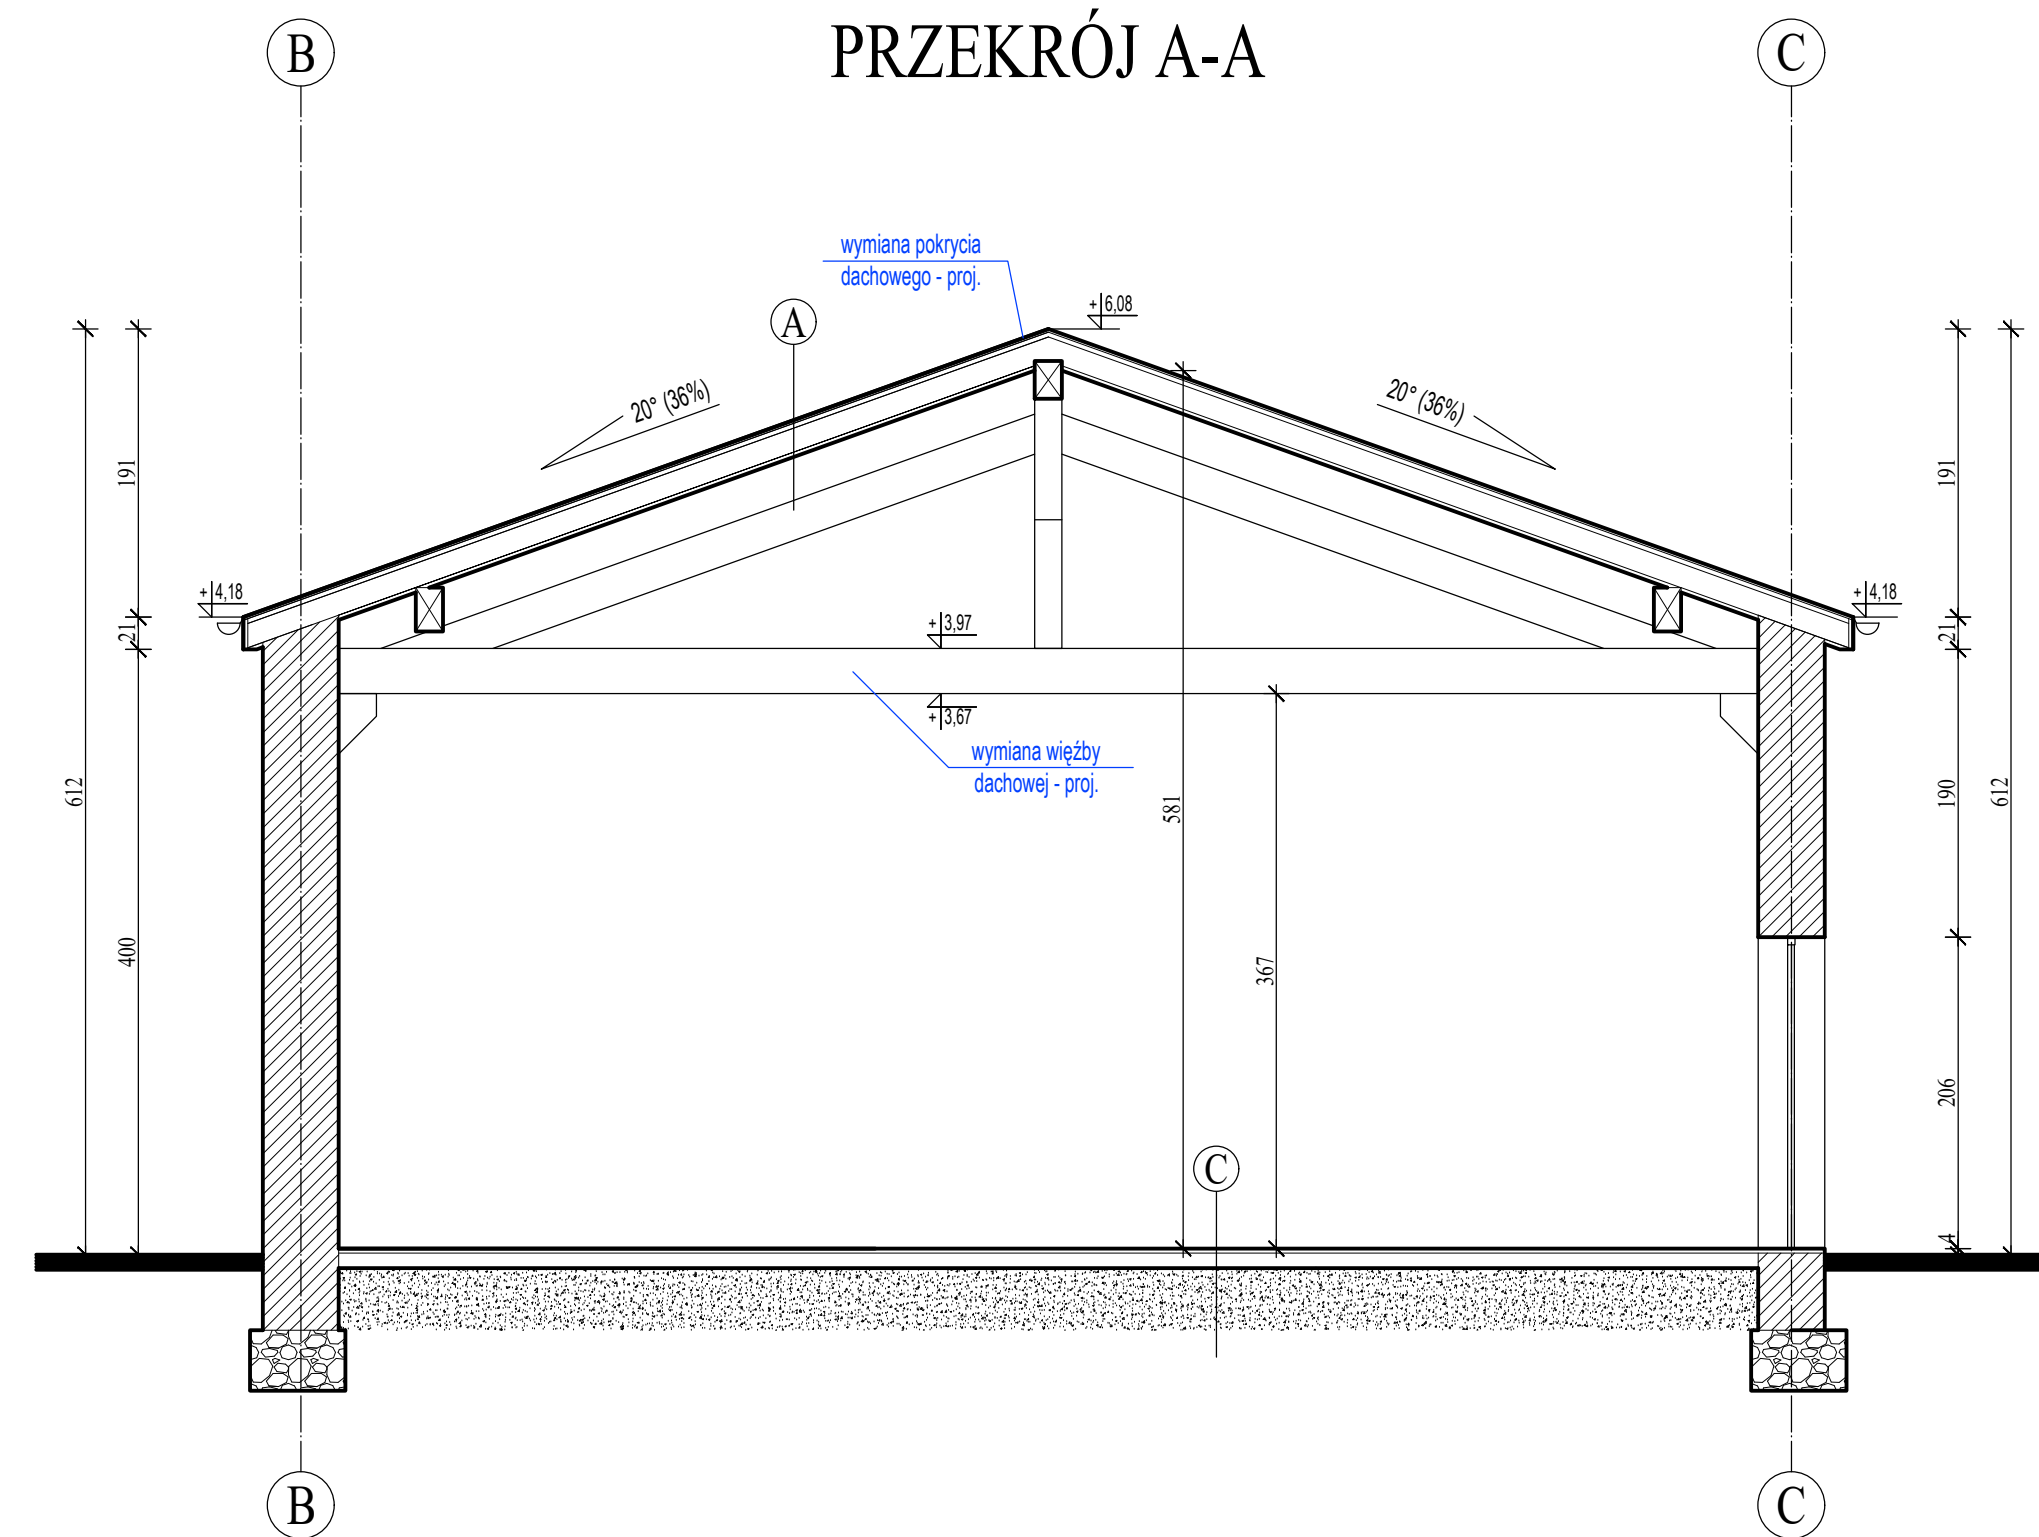 PRZEKRÓJ A-A
B
C
wymiana pokrycia
dachowego - proj.
A
+ 6,08
20° (36%)
20° (36%)
191
191
+ 4,18
+ 4,18
21
21
+ 3,97
+ 3,67
wymiana więźby
dachowej - proj.
612
581
190
612
400
367
206
C
4
B
C